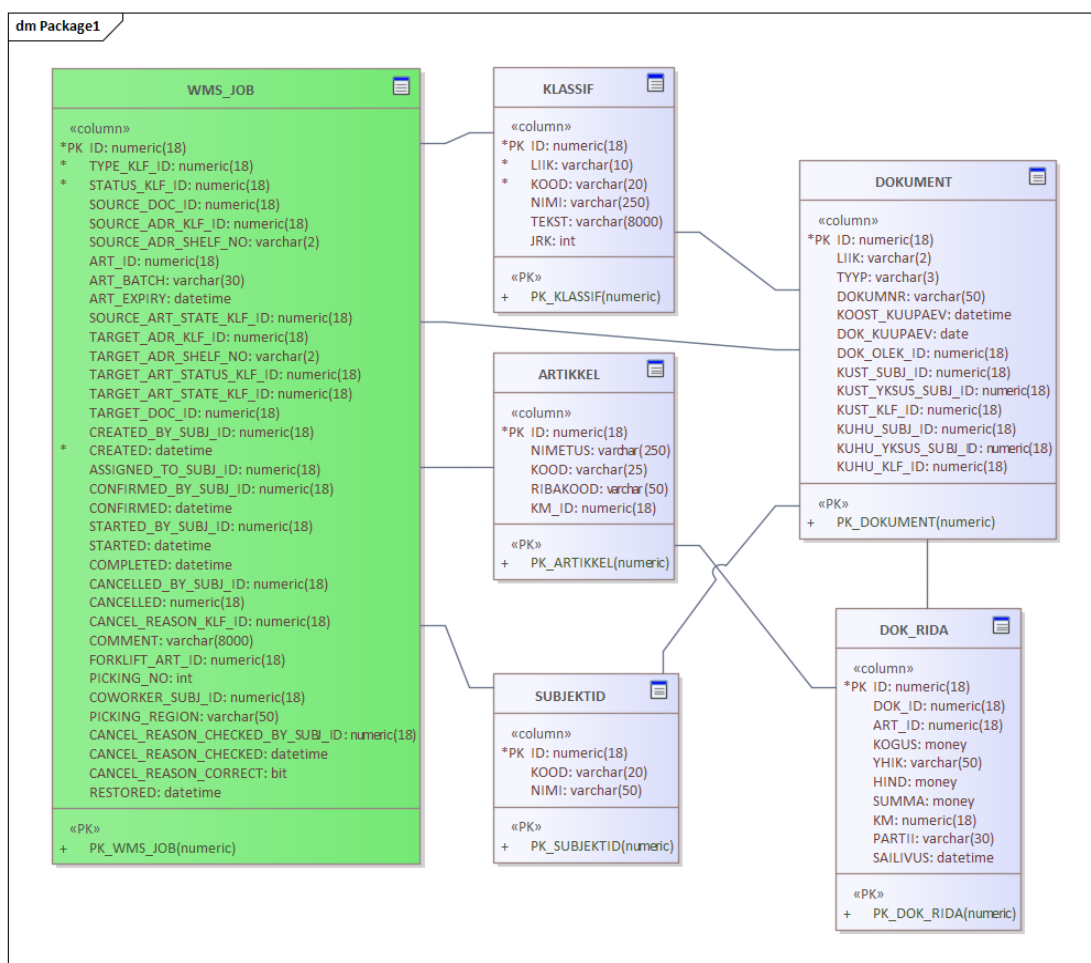 dm Package1
WMS_JOB
«column»
*PK ID: numeric(18)
* TYPE_KLF_ID: numeric(18)
* STATUS_KLF_ID: numeric(18)
SOURCE_DOC_ID: numeric(18)
SOURCE_ADR_KLF_ID: numeric(18)
SOURCE_ADR_SHELF_NO: varchar(2)
ART_ID: numeric(18)
ART_BATCH: varchar(30)
ART_EXPIRY: datetime
SOURCE_ART_STATE_KLF_ID: numeric(18)
TARGET_ADR_KLF_ID: numeric(18)
TARGET_ADR_SHELF_NO: varchar(2)
TARGET_ART_STATUS_KLF_ID: numeric(18)
TARGET_ART_STATE_KLF_ID: numeric(18)
TARGET_DOC_ID: numeric(18)
CREATED_BY_SUBJ_ID: numeric(18)
* CREATED: datetime
ASSIGNED_TO_SUBJ_ID: numeric(18)
CONFIRMED_BY_SUBJ_ID: numeric(18)
CONFIRMED: datetime
STARTED_BY_SUBJ_ID: numeric(18)
STARTED: datetime
COMPLETED: datetime
CANCELLED_BY_SUBJ_ID: numeric(18)
CANCELLED: numeric(18)
CANCEL_REASON_KLF_ID: numeric(18)
COMMENT: varchar(8000)
FORKLIFT_ART_ID: numeric(18)
PICKING_NO: int
COWORKER_SUBJ_ID: numeric(18)
PICKING_REGION: varchar(50)
CANCEL_REASON_CHECKED_BY_SUBJ_ID: numeric(18)
CANCEL_REASON_CHECKED: datetime
CANCEL_REASON_CORRECT: bit
RESTORED: datetime
«PK»
+ PK_WMS_JOB(numeric)
KLASSIF
«column»
*PK ID: numeric(18)
* LIIK: varchar(10)
* KOOD: varchar(20)
NIMI: varchar(250)
TEKST: varchar(8000)
JRK: int
«PK»
+ PK_KLASSIF(numeric)
ARTIKKEL
«column»
*PK ID: numeric(18)
NIMETUS: varchar(250)
KOOD: varchar(25)
RIBAKOOD: varchar(50)
KM_ID: numeric(18)
«PK»
+ PK_ARTIKKEL(numeric)
SUBJEKTID
«column»
*PK ID: numeric(18)
KOOD: varchar(20)
NIMI: varchar(50)
«PK»
+ PK_SUBJEKTID(numeric)
DOKUMENT
«column»
*PK ID: numeric(18)
LIIK: varchar(2)
TYYP: varchar(3)
DOKUMNR: varchar(50)
KOOST_KUUPAEV: datetime
DOK_KUUPAEV: date
DOK_OLEK_ID: numeric(18)
KUST_SUBJ_ID: numeric(18)
KUST_YKSUS_SUBJ_ID: numeric(18)
KUST_KLF_ID: numeric(18)
KUHU_SUBJ_ID: numeric(18)
KUHU_YKSUS_SUBJ_ID: numeric(18)
KUHU_KLF_ID: numeric(18)
«PK»
+ PK_DOKUMENT(numeric)
DOK_RIDA
«column»
*PK ID: numeric(18)
DOK_ID: numeric(18)
ART_ID: numeric(18)
KOGUS: money
YHIK: varchar(50)
HIND: money
SUMMA: money
KM: numeric(18)
PARTII: varchar(30)
SAILIVUS: datetime
«PK»
+ PK_DOK_RIDA(numeric)